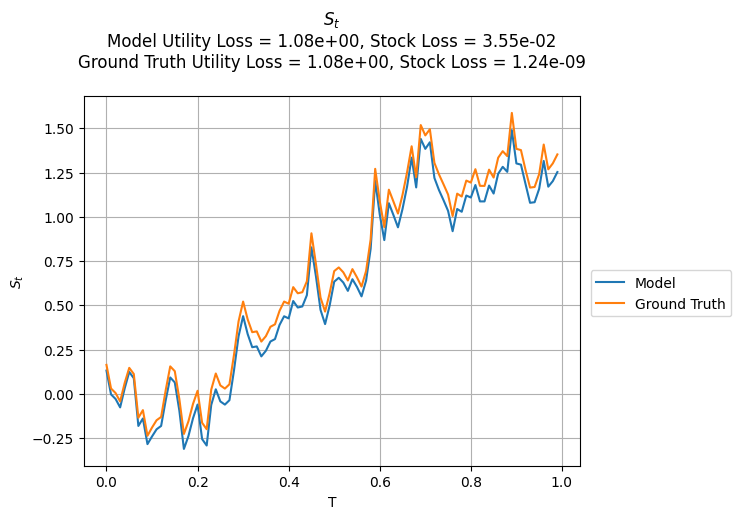 S_t
Model Utility Loss = 1.08e+00, Stock Loss = 3.55e-02
Ground Truth Utility Loss = 1.08e+00, Stock Loss = 1.24e-09
1.50
1.25
1.00
0.75
0.50
0.25
0.00
−0.25
S_t
0.0 0.2 0.4 0.6 0.8 1.0
T
Model
Ground Truth